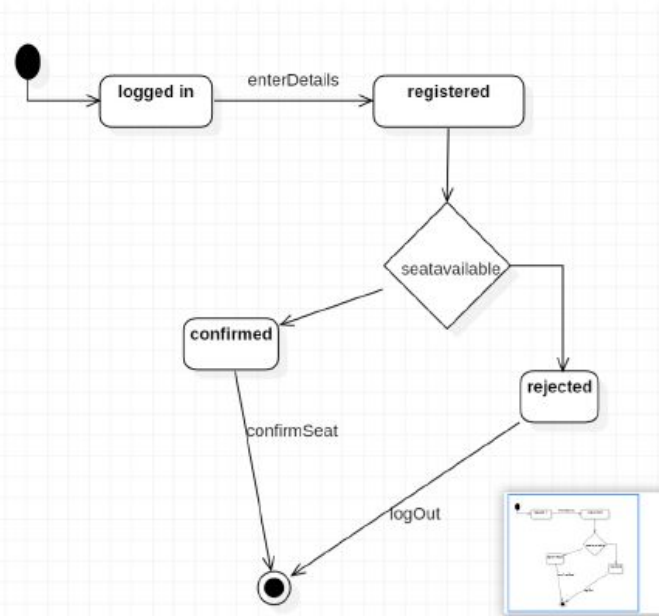 enterDetails
logged in
registered
seatavailable
confirmed
rejected
confirmSeat
logOut